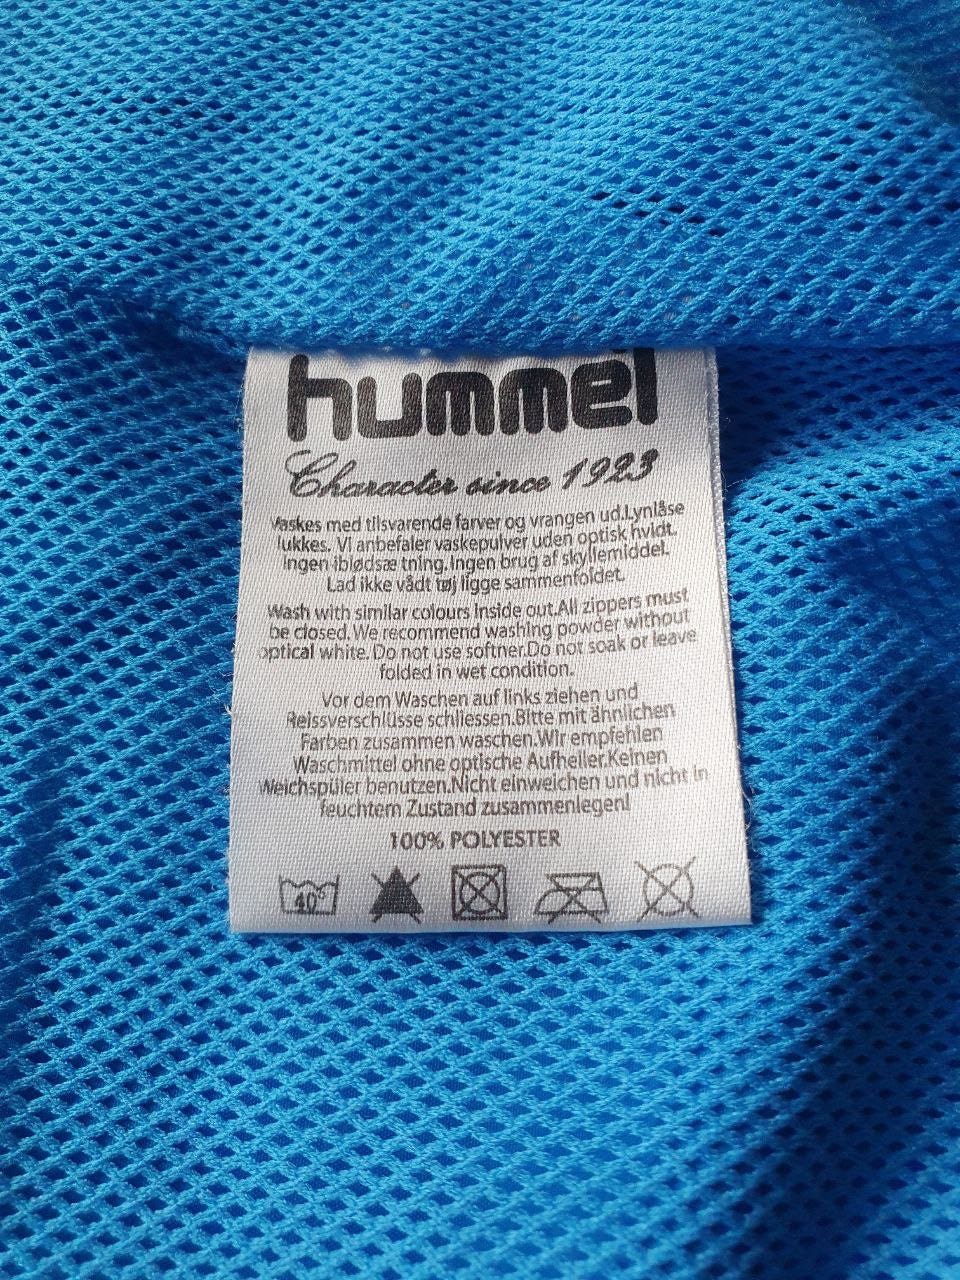 hummel
Character since 1923
Vaskes med tilsvarende farver og vrangen ud.Lynlåse
lukkes. Vi anbefaler vaskepulver uden optisk hvidt.
Ingen iblødsæ tning.Ingen brug af skyllemiddel.
Lad ikke vådt tøj ligge sammenfoldet.
Wash with similar colours inside out.All zippers must
be closed.We recommend washing powder without
optical white. Do not use softner.Do not soak or leave
folded in wet condition.
Vor dem Waschen auf links ziehen und
Reissverschlüsse schliessen.Bitte mit ähnlichen
Farben zusammen waschen.Wir empfehlen
Waschmittel ohne optische Aufheller.Keinen
Weichspüler benutzen.Nicht einweichen und nicht in
feuchtem Zustand zusammenlegen!
100% POLYESTER
40°